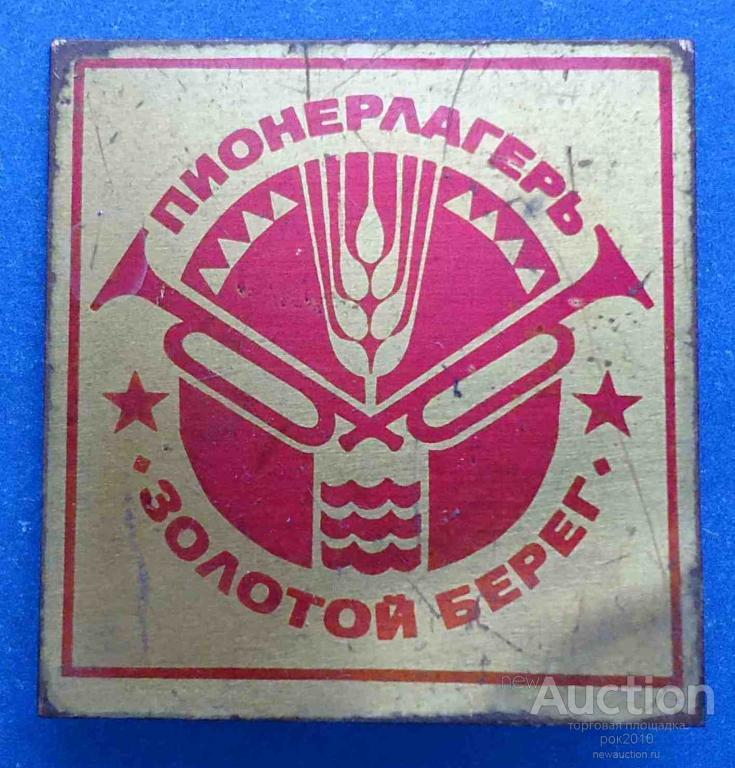 ПИОНЕРЛАГЕРЬ
· ЗОЛОТОЙ БЕРЕГ ·
newAuction
торговая площадка
рок2010
newauction.ru